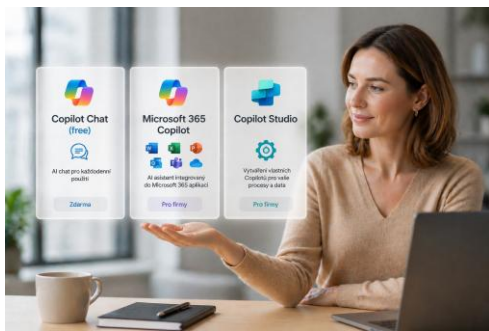 Copilot Chat
(free)
AI chat pro každodenní
použití
Zdarma
Microsoft 365
Copilot
AI asistent integrovaný
do Microsoft 365 aplikací
Pro firmy
Copilot Studio
Vytváření vlastních
Copilotů pro vaše
procesy a data
Pro firmy